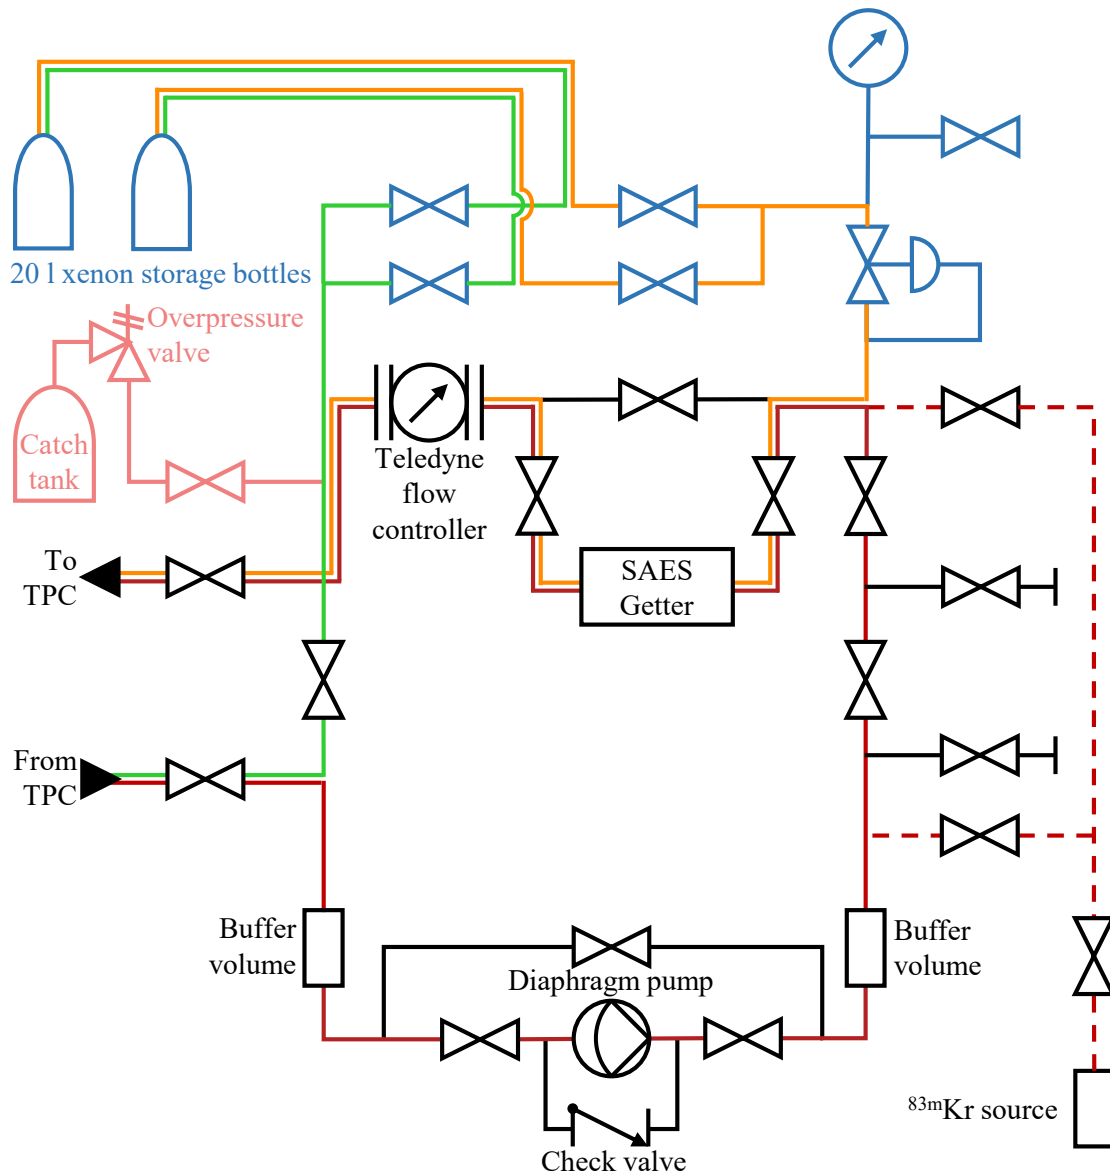 20 l xenon storage bottles
Overpressure
valve
Catch
tank
Teledyne
flow
controller
To
TPC
SAES
Getter
From
TPC
Buffer
volume
Buffer
volume
Diaphragm pump
83mKr source
Check valve